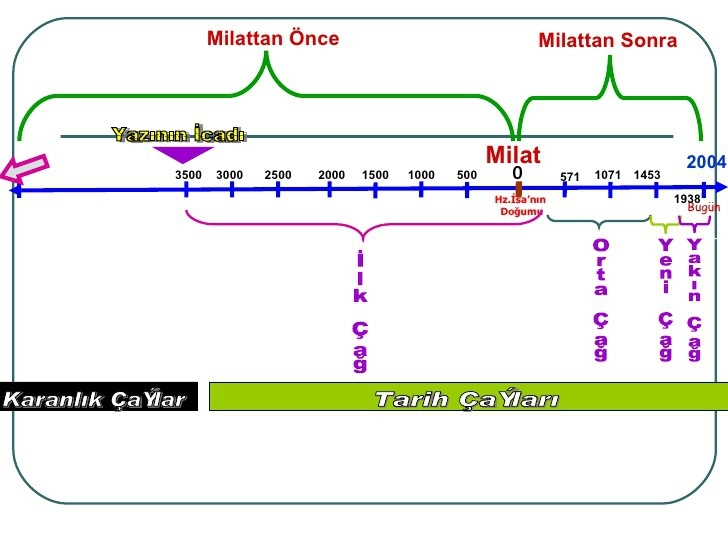 Milattan Önce
Milattan Sonra
Yazının İcadı
Milat
2004
3500 3000 2500 2000 1500 1000 500 0 571 1071 1453
1938
Bugün
Hz.İsa’nın
Doğumu
İlk Çağ
Orta Çağ
Yeni Çağ
Yakın Çağ
Karanlık ÇaÝlar
Tarih ÇaÝları